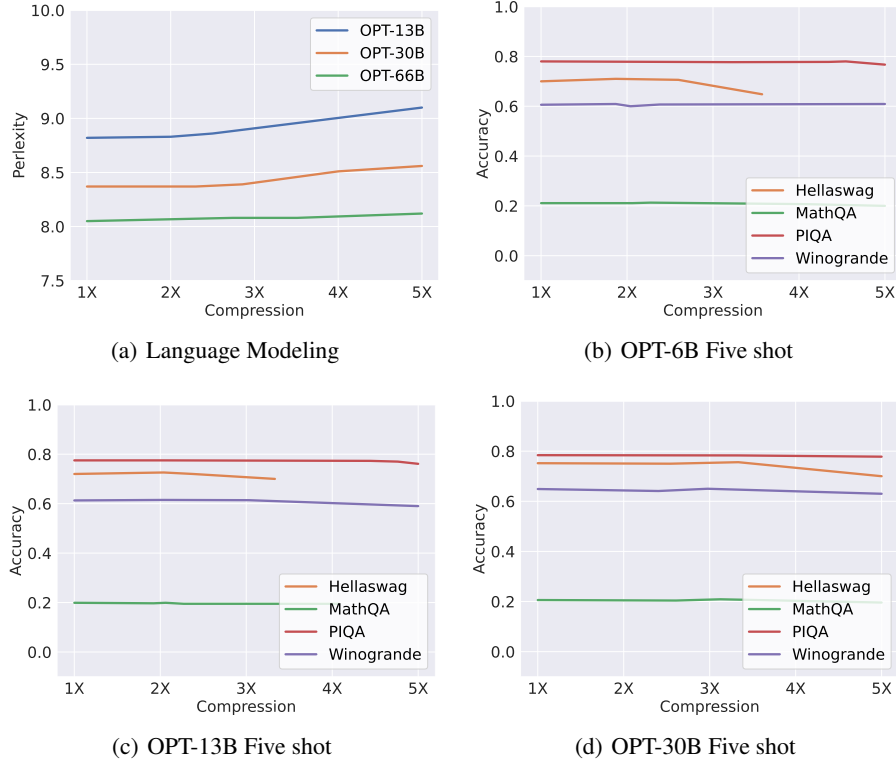 10.0
9.5
9.0
8.5
8.0
7.5
Perlexity
OPT-13B
OPT-30B
OPT-66B
1X 2X 3X 4X 5X
Compression
(a) Language Modeling
1.0
0.8
0.6
0.4
0.2
0.0
Accuracy
Hellaswag
MathQA
PIQA
Winogrande
1X 2X 3X 4X 5X
Compression
(b) OPT-6B Five shot
1.0
0.8
0.6
0.4
0.2
0.0
Accuracy
Hellaswag
MathQA
PIQA
Winogrande
1X 2X 3X 4X 5X
Compression
(c) OPT-13B Five shot
1.0
0.8
0.6
0.4
0.2
0.0
Accuracy
Hellaswag
MathQA
PIQA
Winogrande
1X 2X 3X 4X 5X
Compression
(d) OPT-30B Five shot